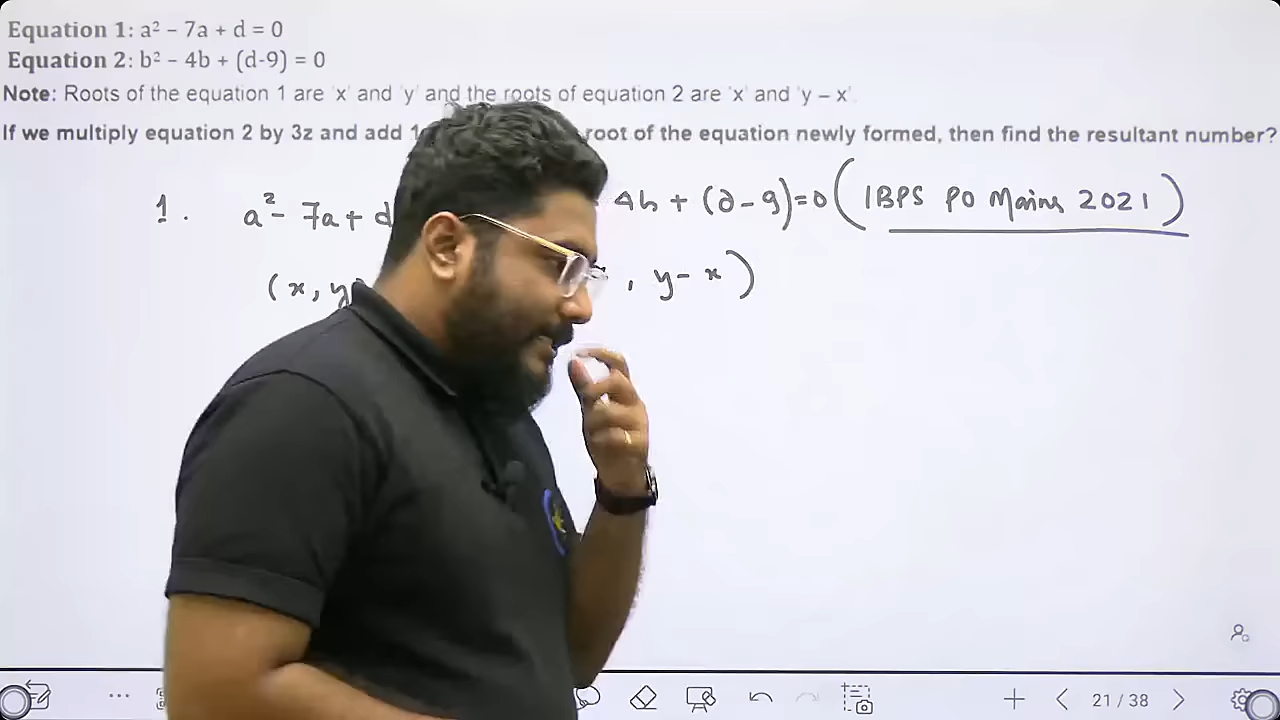 Equation 1: a² – 7a + d = 0
Equation 2: b² – 4b + (d-9) = 0
Note: Roots of the equation 1 are 'x' and 'y' and the roots of equation 2 are 'x' and 'y – x'.
If we multiply equation 2 by 3z and add 1 root of the equation newly formed, then find the resultant number?
1. a² - 7a + d 4b + (d-9)=0 (IBPS PO Mains 2021)
(x, y , y - x)
21 / 38